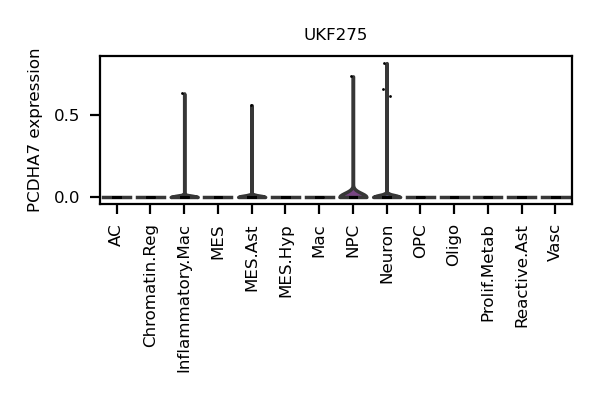 UKF275
PCDHA7 expression
0.5
0.0
AC
Chromatin.Reg
Inflammatory.Mac
MES
MES.Ast
MES.Hyp
Mac
NPC
Neuron
OPC
Oligo
Prolif.Metab
Reactive.Ast
Vasc